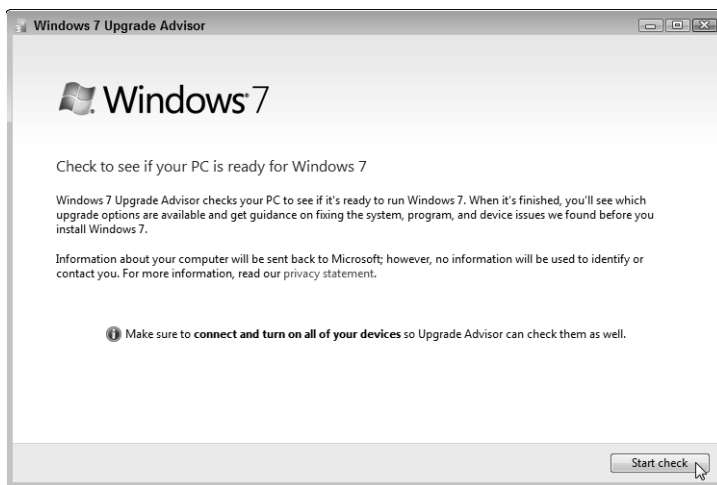 Windows 7 Upgrade Advisor
Windows 7
Check to see if your PC is ready for Windows 7
Windows 7 Upgrade Advisor checks your PC to see if it's ready to run Windows 7. When it's finished, you'll see which
upgrade options are available and get guidance on fixing the system, program, and device issues we found before you
install Windows 7.
Information about your computer will be sent back to Microsoft; however, no information will be used to identify or
contact you. For more information, read our privacy statement.
Make sure to connect and turn on all of your devices so Upgrade Advisor can check them as well.
Start check